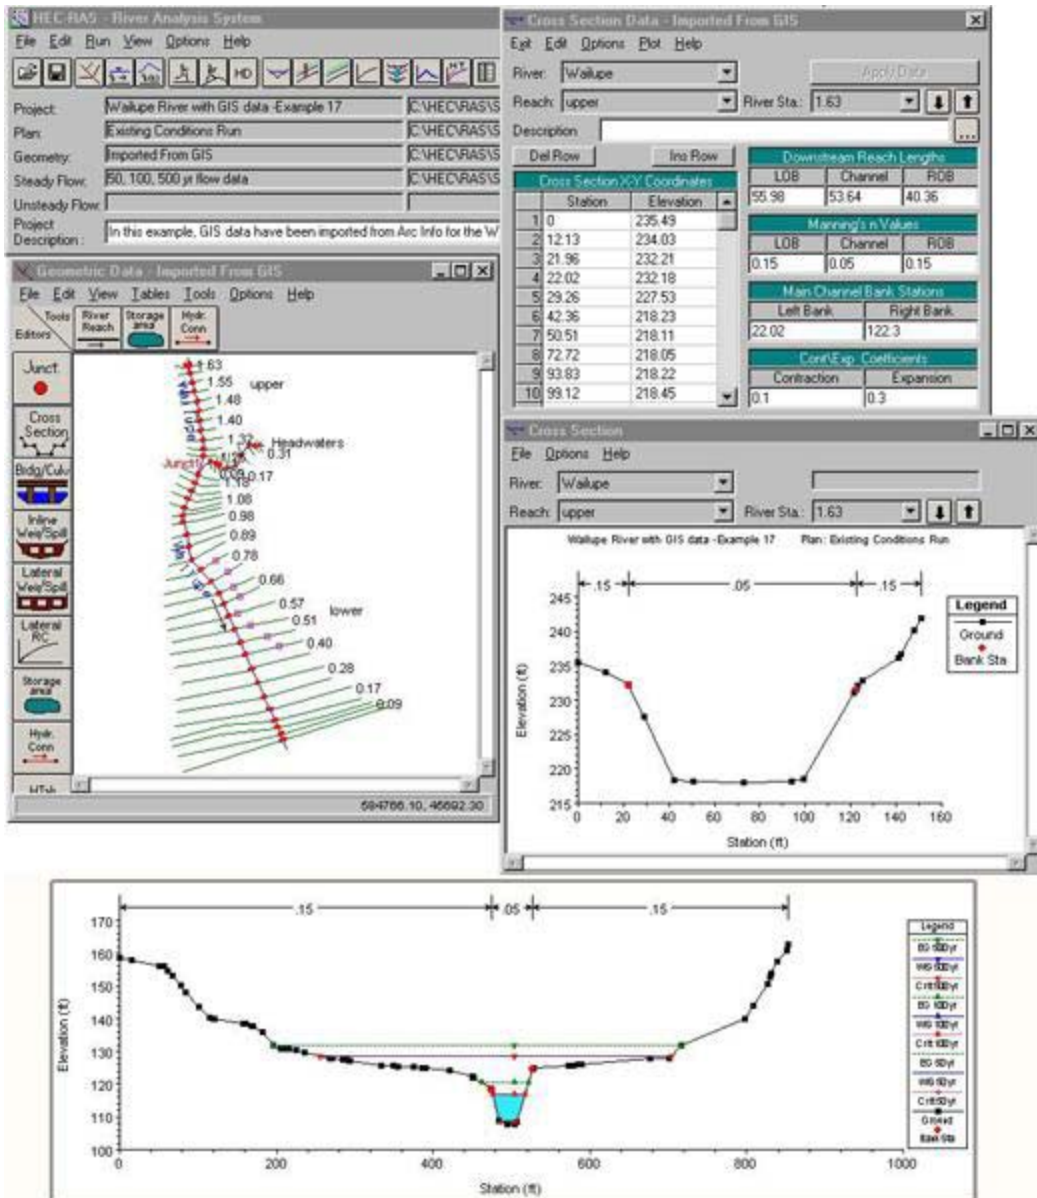 HEC-RAS - River Analysis System
File Edit Run View Options Help
Project: Wailupe River with GIS data -Example 17 C:\HEC\RAS\S
Plan: Existing Conditions Run C:\HEC\RAS\S
Geometry: Imported From GIS C:\HEC\RAS\S
Steady Flow: 50, 100, 500 yr flow data C:\HEC\RAS\S
Unsteady Flow:
Project Description : In this example, GIS data have been imported from Arc Info for the W
Cross Section Data - Imported From GIS
Exit Edit Options Plot Help
River: Wailupe Apply Data
Reach: upper River Sta.: 1.63
Description ...
Del Row Ins Row
Cross Section X-Y Coordinates
Station Elevation
1 0 235.49
2 12.13 234.03
3 21.96 232.21
4 22.02 232.18
5 29.26 227.53
6 42.36 218.23
7 50.51 218.11
8 72.72 218.05
9 93.83 218.22
10 99.12 218.45
Downstream Reach Lengths
LOB Channel ROB
55.98 53.64 40.36
Manning's n Values
LOB Channel ROB
0.15 0.05 0.15
Main Channel Bank Stations
Left Bank Right Bank
22.02 122.3
Cont\Exp Coefficients
Contraction Expansion
0.1 0.3
Geometric Data - Imported From GIS
File Edit View Tables Tools Options Help
Tools
Editors
River Reach
Storage area
Hydr. Conn
Junct.
Cross Section
Brdg/Culv
Inline Weir/Spill
Lateral Weir/Spill
Lateral RC
Storage area
Hydr. Conn
1.63
1.55 upper
1.48
1.40
1.32
Headwaters
0.31
0.17
1.18
1.08
0.98
0.89
0.78
0.66
0.57
lower
0.51
0.40
0.28
0.17
0.09
584766.10, 46692.30
Cross Section
File Options Help
River: Wailupe
Reach: upper River Sta.: 1.63
Wailupe River with GIS data -Example 17 Plan: Existing Conditions Run
.15 .05 .15
Legend
Ground
Bank Sta
Elevation (ft)
245
240
235
230
225
220
215
0 20 40 60 80 100 120 140 160
Station (ft)
.15 .05 .15
Elevation (ft)
170
160
150
140
130
120
110
100
0 200 400 600 800 1000
Station (ft)
Legend
Ground
Bank Sta